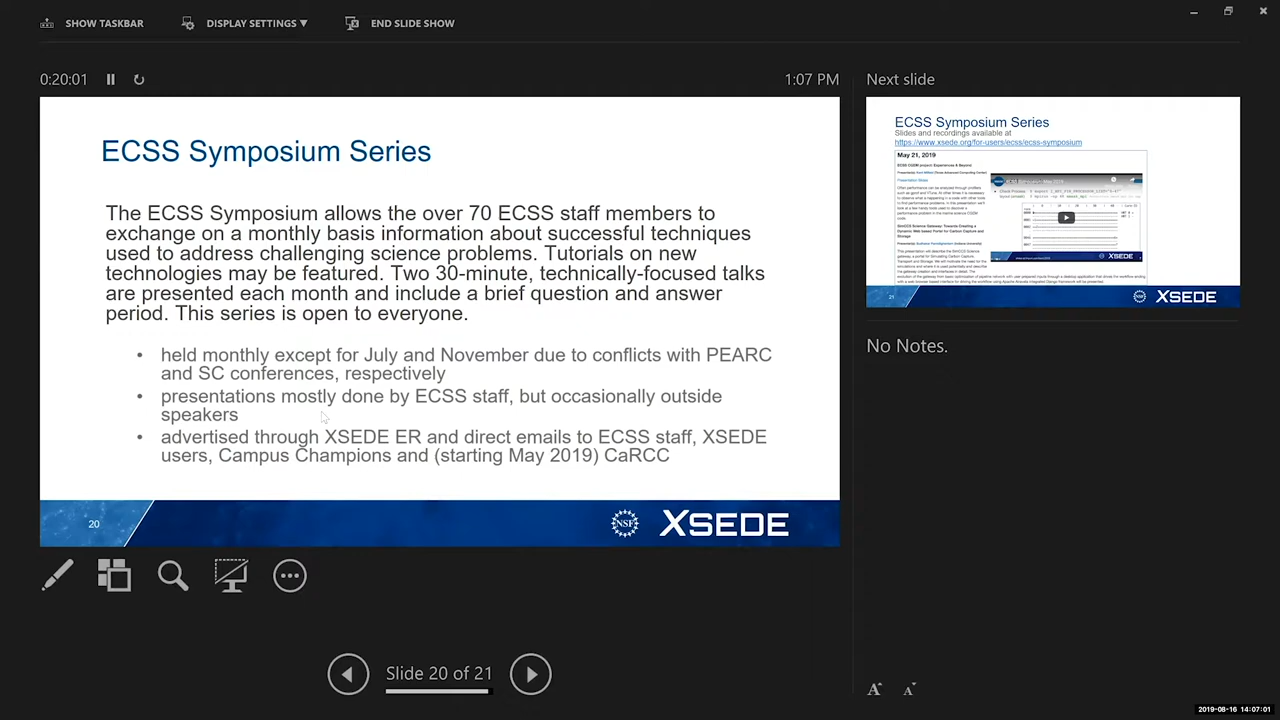 SHOW TASKBAR
DISPLAY SETTINGS ▼
END SLIDE SHOW
0:20:01
1:07 PM
ECSS Symposium Series
The ECSS Symposium allows the over 70 ECSS staff members to
exchange on a monthly basis information about successful techniques
used to address challenging science problems. Tutorials on new
technologies may be featured. Two 30-minute, technically-focused talks
are presented each month and include a brief question and answer
period. This series is open to everyone.
• held monthly except for July and November due to conflicts with PEARC
and SC conferences, respectively
• presentations mostly done by ECSS staff, but occasionally outside
speakers
• advertised through XSEDE ER and direct emails to ECSS staff, XSEDE
users, Campus Champions and (starting May 2019) CaRCC
20
NSF
XSEDE
Next slide
ECSS Symposium Series
Slides and recordings available at
https://www.xsede.org/for-users/ecss/ecss-symposium
May 21, 2019
Presentation Slides
21
XSEDE
No Notes.
Slide 20 of 21
A A
2019-08-16 14:07:01